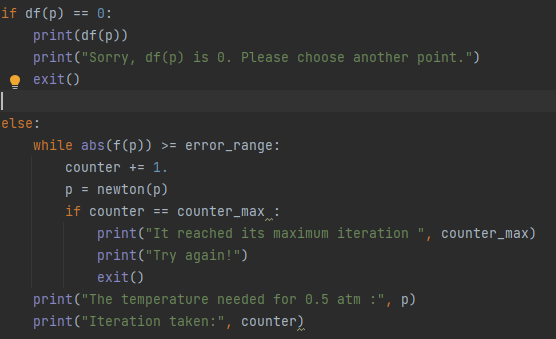 if df(p) == 0:
    print(df(p))
    print("Sorry, df(p) is 0. Please choose another point.")
    exit()

else:
    while abs(f(p)) >= error_range:
        counter += 1.
        p = newton(p)
        if counter == counter_max :
            print("It reached its maximum iteration ", counter_max)
            print("Try again!")
            exit()
    print("The temperature needed for 0.5 atm :", p)
    print("Iteration taken:", counter)